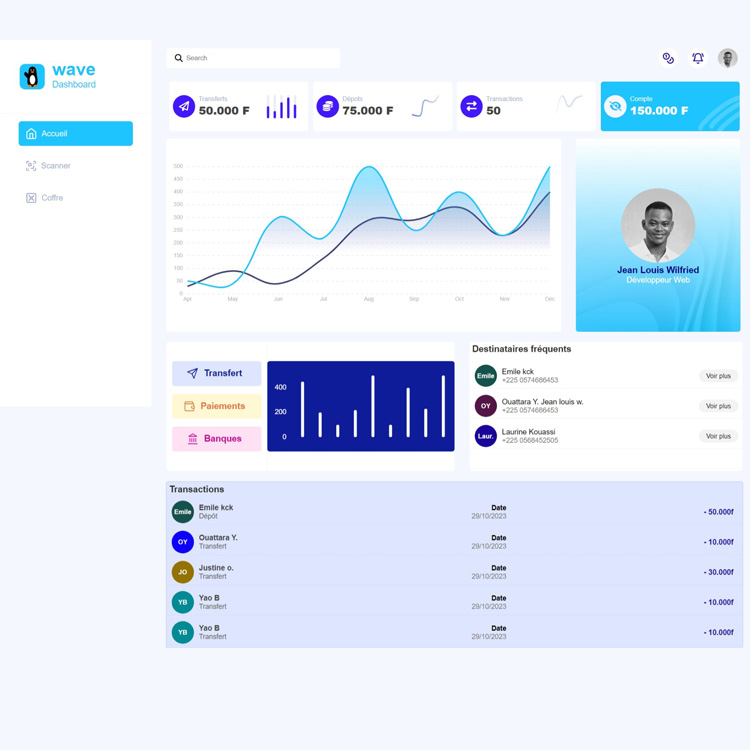 wave
Dashboard
Accueil
Scanner
Coffre
Search
Transferts
50.000 F
Dépots
75.000 F
Transactions
50
Compte
150.000 F
500
450
400
350
300
250
200
150
100
50
0
Apr
May
Jun
Jul
Aug
Sep
Oct
Nov
Dec
Jean Louis Wilfried
Développeur Web
Transfert
Paiements
Banques
400
200
0
Destinataires fréquents
Emile
Emile kck
+225 0574686453
Voir plus
OY
Ouattara Y. Jean louis w.
+225 0574686453
Voir plus
Laur.
Laurine Kouassi
+225 0568452505
Voir plus
Transactions
Emile
Emile kck
Dépôt
Date
29/10/2023
- 50.000f
OY
Ouattara Y.
Transfert
Date
29/10/2023
- 10.000f
JO
Justine o.
Transfert
Date
29/10/2023
- 30.000f
YB
Yao B
Transfert
Date
29/10/2023
- 10.000f
YB
Yao B
Transfert
Date
29/10/2023
- 10.000f